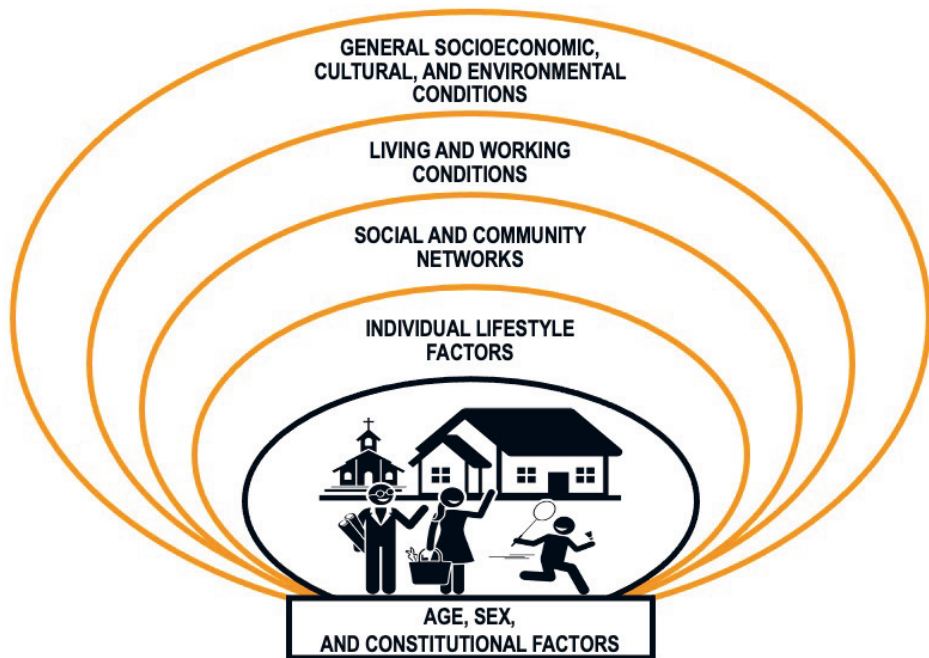 GENERAL SOCIOECONOMIC,
CULTURAL, AND ENVIRONMENTAL
CONDITIONS
LIVING AND WORKING
CONDITIONS
SOCIAL AND COMMUNITY
NETWORKS
INDIVIDUAL LIFESTYLE
FACTORS
AGE, SEX,
AND CONSTITUTIONAL FACTORS